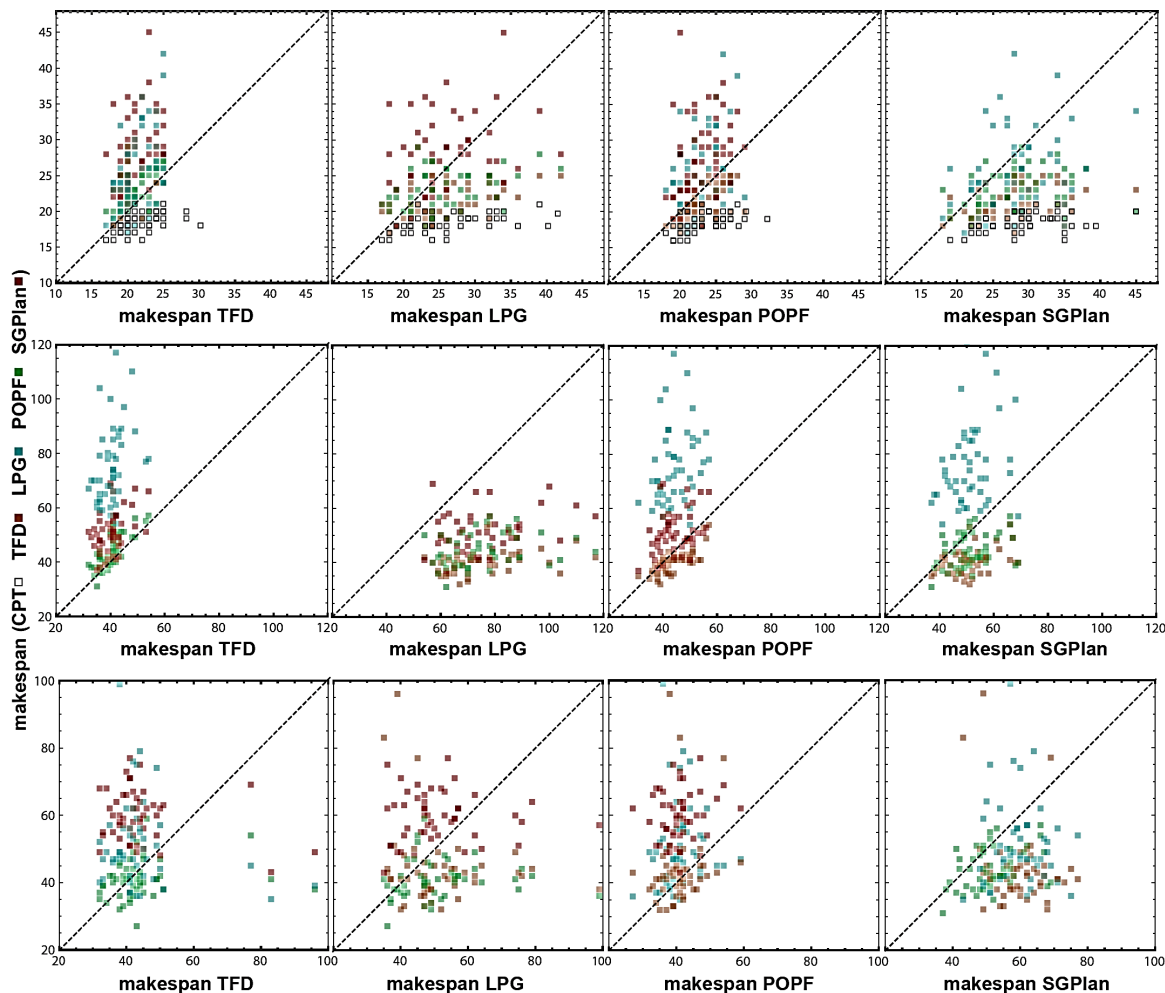 makespan (CPT TFD LPG POPF SGPlan)
45
40
35
30
25
20
15
10
10 15 20 25 30 35 40 45
15 20 25 30 35 40 45
15 20 25 30 35 40 45
15 20 25 30 35 40 45
makespan TFD makespan LPG makespan POPF makespan SGPlan
120
100
80
60
40
20
20 40 60 80 100 120
40 60 80 100 120
20 40 60 80 100 120
40 60 80 100 120
makespan TFD makespan LPG makespan POPF makespan SGPlan
100
80
60
40
20
20 40 60 80 100
40 60 80 100
20 40 60 80 100
40 60 80 100
makespan TFD makespan LPG makespan POPF makespan SGPlan